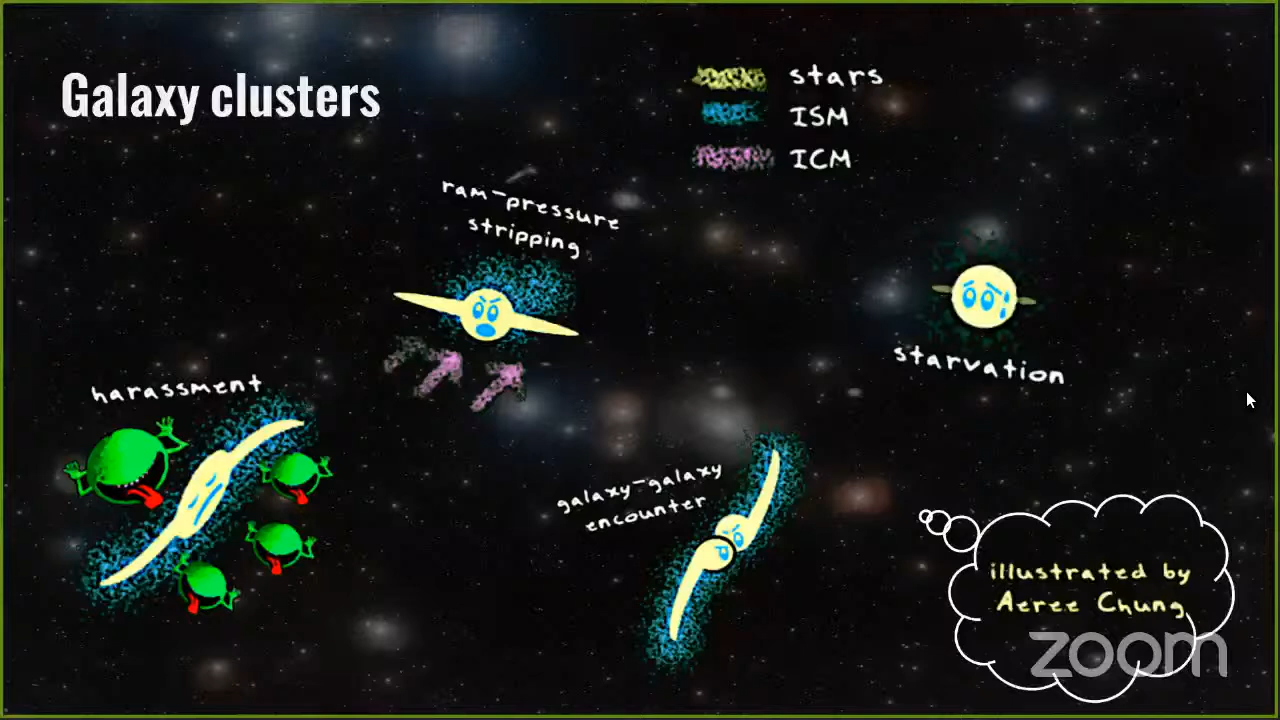 Galaxy clusters
stars
ISM
ICM
ram-pressure
stripping
starvation
harassment
galaxy-galaxy
encounter
illustrated by
Aeree Chung
zoom